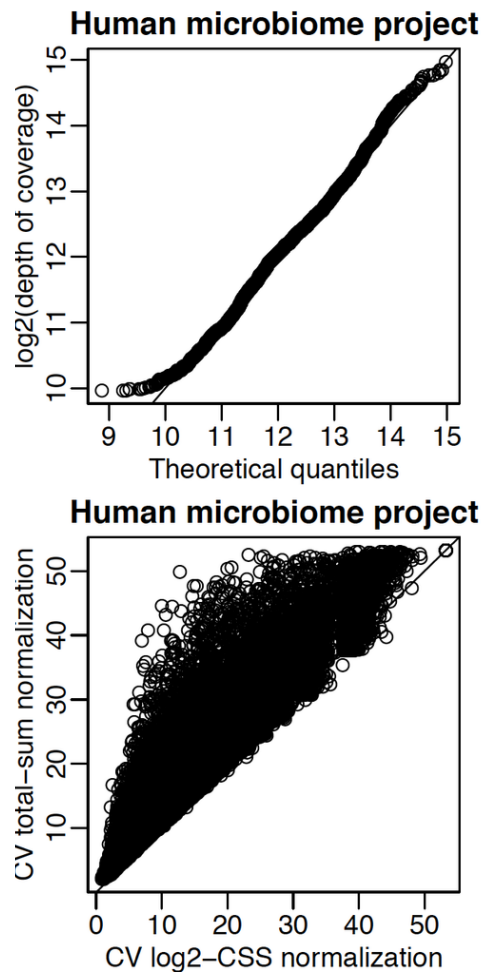 Human microbiome project
log2(depth of coverage)
15
14
13
12
11
10
9 10 11 12 13 14 15
Theoretical quantiles
Human microbiome project
CV total−sum normalization
50
40
30
20
10
0 10 20 30 40 50
CV log2−CSS normalization